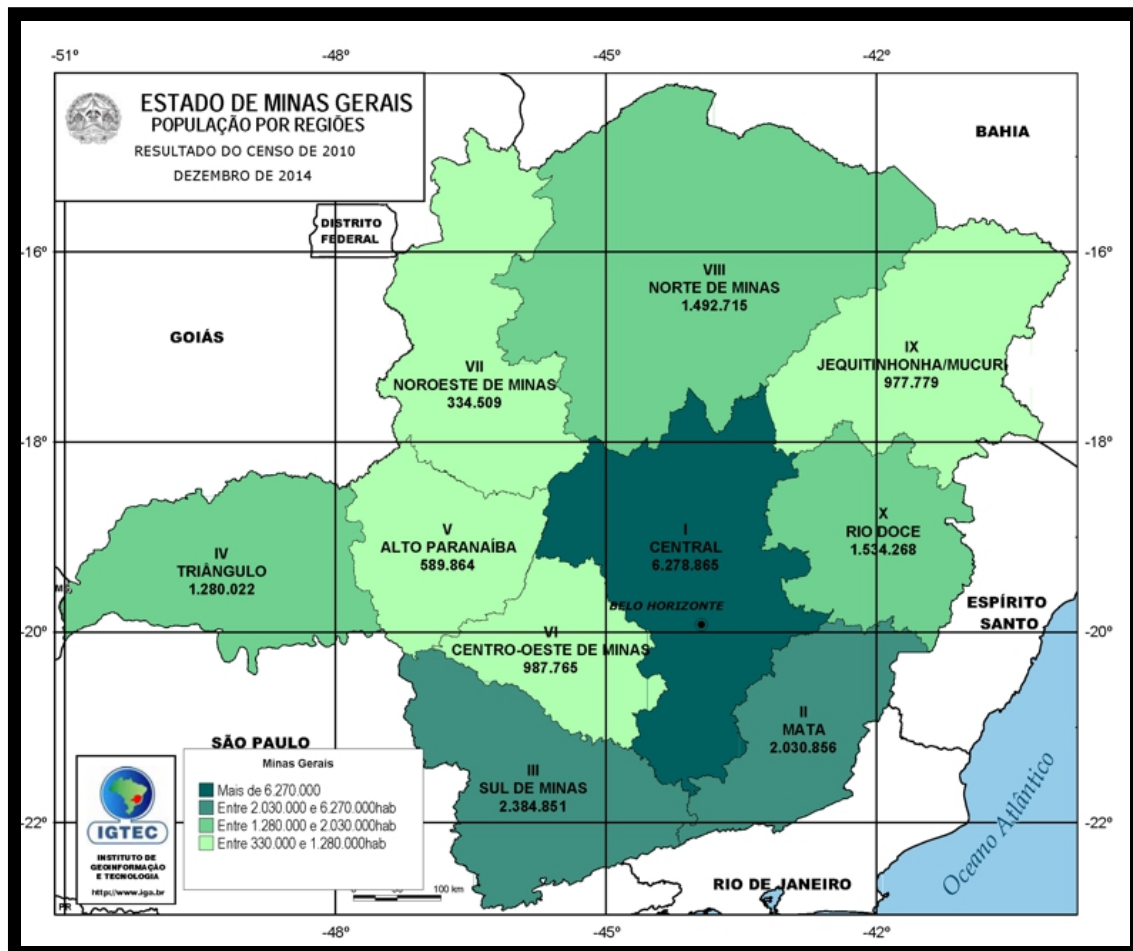 -51º
-48º
-45º
-42º
ESTADO DE MINAS GERAIS
POPULAÇÃO POR REGIÕES
RESULTADO DO CENSO DE 2010
DEZEMBRO DE 2014
BAHIA
DISTRITO
FEDERAL
-16º
-16º
VIII
NORTE DE MINAS
1.492.715
GOIÁS
IX
JEQUITINHONHA/MUCURI
977.779
VII
NOROESTE DE MINAS
334.509
-18º
-18º
IV
TRIÂNGULO
1.280.022
V
ALTO PARANAÍBA
589.864
I
CENTRAL
6.278.865
X
RIO DOCE
1.534.268
BELO HORIZONTE
ESPÍRITO
SANTO
-20º
-20º
VI
CENTRO-OESTE DE MINAS
987.765
II
MATA
2.030.856
SÃO PAULO
III
SUL DE MINAS
2.384.851
Minas Gerais
Mais de 6.270.000
Entre 2.030.000 e 6.270.000hab
Entre 1.280.000 e 2.030.000hab
Entre 330.000 e 1.280.000hab
IGTEC
INSTITUTO DE
GEOINFORMAÇÃO
E TECNOLOGIA
http://www.iga.br
-22º
-22º
Oceano Atlântico
100 km
RIO DE JANEIRO
PR
-48º
-45º
-42º